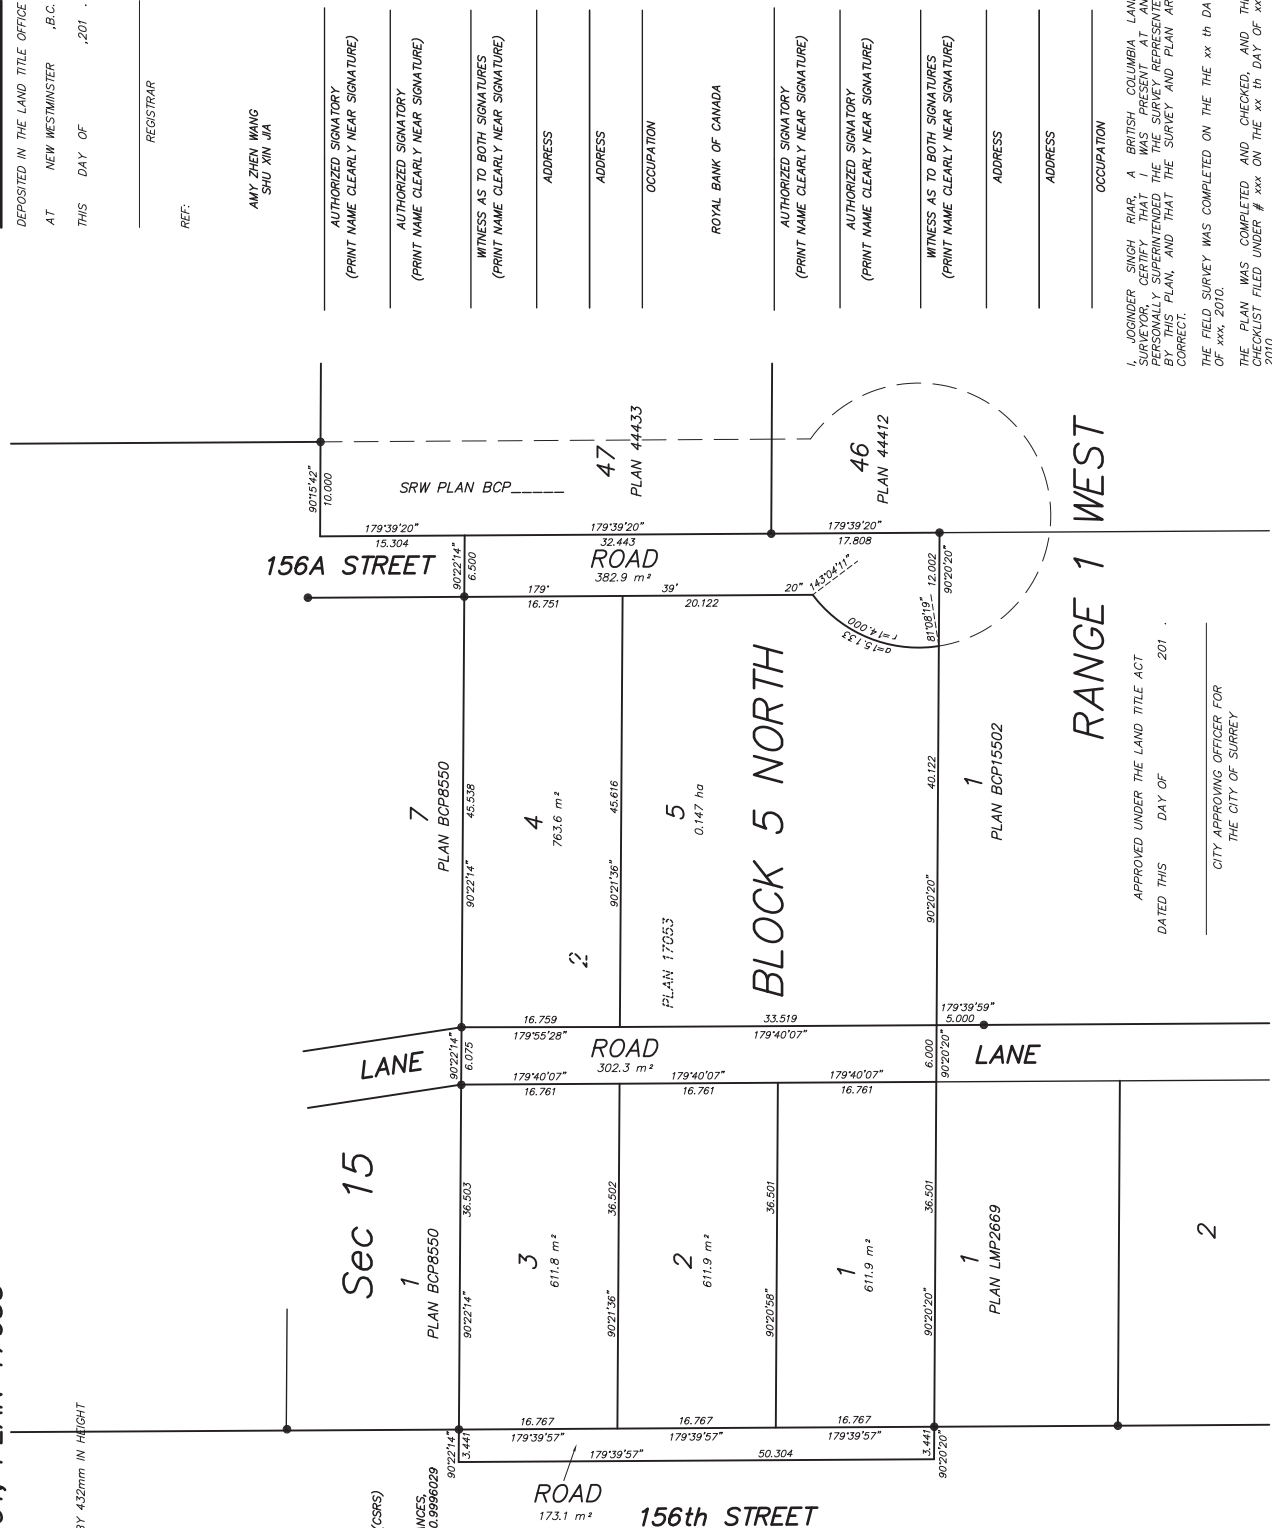 DEPOSITED IN THE LAND TITLE OFFICE
AT NEW WESTMINSTER ,B.C.
THIS DAY OF ,201 .
REGISTRAR
REF:
AMY ZHEN WANG
SHU XIN JIA
AUTHORIZED SIGNATORY
(PRINT NAME CLEARLY NEAR SIGNATURE)
AUTHORIZED SIGNATORY
(PRINT NAME CLEARLY NEAR SIGNATURE)
WITNESS AS TO BOTH SIGNATURES
(PRINT NAME CLEARLY NEAR SIGNATURE)
ADDRESS
ADDRESS
OCCUPATION
ROYAL BANK OF CANADA
AUTHORIZED SIGNATORY
(PRINT NAME CLEARLY NEAR SIGNATURE)
AUTHORIZED SIGNATORY
(PRINT NAME CLEARLY NEAR SIGNATURE)
WITNESS AS TO BOTH SIGNATURES
(PRINT NAME CLEARLY NEAR SIGNATURE)
ADDRESS
ADDRESS
OCCUPATION
I, JOGINDER SINGH RIAR, A BRITISH COLUMBIA LAN
SURVEYOR, CERTIFY THAT I WAS PRESENT AT AN
PERSONALLY SUPERINTENDED THE THE SURVEY REPRESENTE
BY THIS PLAN, AND THAT THE SURVEY AND PLAN AR
CORRECT.
THE FIELD SURVEY WAS COMPLETED ON THE THE xx th DA
OF xxx, 2010.
THE PLAN WAS COMPLETED AND CHECKED, AND TH
CHECKLIST FILED UNDER # xxx ON THE xx th DAY OF xx
2010
90°15'42"
10.000
SRW PLAN BCP_____
47
PLAN 44433
46
PLAN 44412
RANGE 1 WEST
156A STREET
179°39'20"
15.304
179°39'20"
32.443
179°39'20"
17.808
90°22'14"
6.500
ROAD
382.9 m²
12.002
90°20'20"
179°
16.751
39'
20.122
20"
143°04'11"
81°08'19"
r=14.000
a=15.133
7
PLAN BCP8550
45.538
90°22'14"
4
763.6 m²
45.616
90°21'36"
5
0.147 ha
2
PLAN 17053
BLOCK 5 NORTH
40.122
90°20'20"
1
PLAN BCP15502
APPROVED UNDER THE LAND TITLE ACT
DATED THIS DAY OF 201 .
CITY APPROVING OFFICER FOR
THE CITY OF SURREY
16.759
179°55'28"
33.519
179°40'07"
179°39'59"
5.000
LANE
90°22'14"
6.075
ROAD
302.3 m²
6.000
90°20'20"
LANE
179°40'07"
16.761
179°40'07"
16.761
179°40'07"
16.761
Sec 15
1
PLAN BCP8550
36.503
90°22'14"
3
611.8 m²
36.502
90°21'36"
2
611.9 m²
36.501
90°20'58"
1
611.9 m²
36.501
90°20'20"
1
PLAN LMP2669
2
16.767
179°39'57"
16.767
179°39'57"
16.767
179°39'57"
90°22'14"
3.441
179°39'57"
50.304
3.441
90°20'20"
ROAD
173.1 m²
156th STREET
BY 432mm IN HEIGHT
(CSRS)
ANCES,
0.9996029